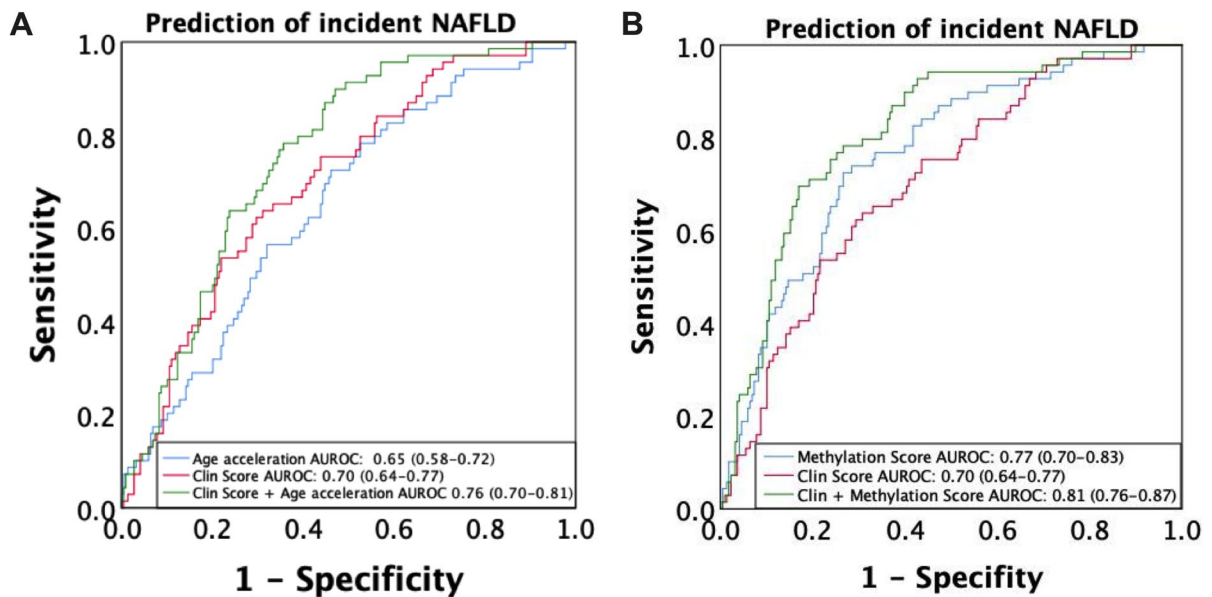 A
Prediction of incident NAFLD
Sensitivity
1.0
0.8
0.6
0.4
0.2
0.0
Age acceleration AUROC: 0.65 (0.58-0.72)
Clin Score AUROC: 0.70 (0.64-0.77)
Clin Score + Age acceleration AUROC 0.76 (0.70-0.81)
0.0 0.2 0.4 0.6 0.8 1.0
1 - Specificity
B
Prediction of incident NAFLD
Sensitivity
1.0
0.8
0.6
0.4
0.2
0.0
Methylation Score AUROC: 0.77 (0.70-0.83)
Clin Score AUROC: 0.70 (0.64-0.77)
Clin + Methylation Score AUROC: 0.81 (0.76-0.87)
0.0 0.2 0.4 0.6 0.8 1.0
1 - Specifity